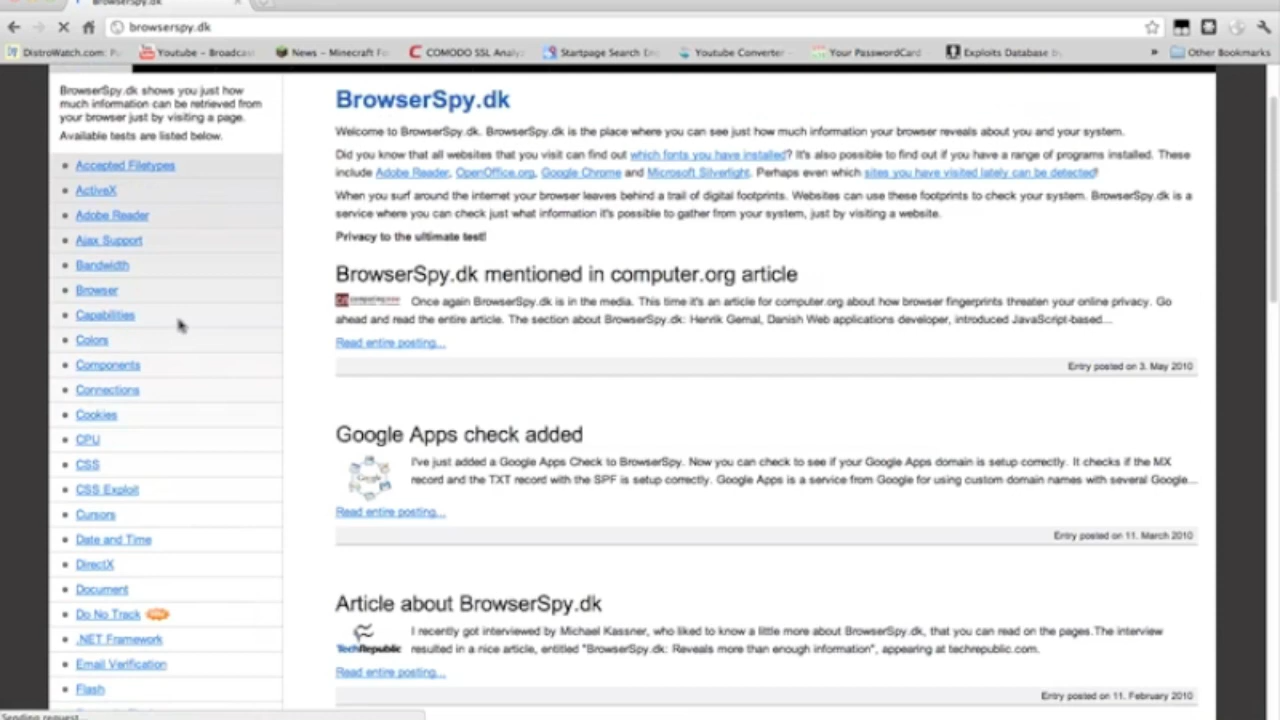 BrowserSpy.dk
browserspy.dk
DistroWatch.com:
Youtube - Broadcast
News - Minecraft
COMODO SSL Analyz
Startpage Search
Youtube Converter
Your PasswordCard
Exploits Database by
»
Other Bookmarks
BrowserSpy.dk shows you just how
much information can be retrieved from
your browser just by visiting a page.
Available tests are listed below.
Accepted Filetypes
ActiveX
Adobe Reader
Ajax Support
Bandwidth
Browser
Capabilities
Colors
Components
Connections
Cookies
CPU
CSS
CSS Exploit
Cursors
Date and Time
DirectX
Document
Do No Track
.NET Framework
Email Verification
Flash
BrowserSpy.dk
Welcome to BrowserSpy.dk. BrowserSpy.dk is the place where you can see just how much information your browser reveals about you and your system.
Did you know that all websites that you visit can find out which fonts you have installed? It's also possible to find out if you have a range of programs installed. These
include Adobe Reader, OpenOffice.org, Google Chrome and Microsoft Silverlight. Perhaps even which sites you have visited lately can be detected!
When you surf around the internet your browser leaves behind a trail of digital footprints. Websites can use these footprints to check your system. BrowserSpy.dk is a
service where you can check just what information it's possible to gather from your system, just by visiting a website.
Privacy to the ultimate test!
BrowserSpy.dk mentioned in computer.org article
Once again BrowserSpy.dk is in the media. This time it's an article for computer.org about how browser fingerprints threaten your online privacy. Go
ahead and read the entire article. The section about BrowserSpy.dk: Henrik Gemal, Danish Web applications developer, introduced JavaScript-based...
Read entire posting...
Entry posted on 3. May 2010
Google Apps check added
I've just added a Google Apps Check to BrowserSpy. Now you can check to see if your Google Apps domain is setup correctly. It checks if the MX
record and the TXT record with the SPF is setup correctly. Google Apps is a service from Google for using custom domain names with several Google...
Google
Read entire posting...
Entry posted on 11. March 2010
Article about BrowserSpy.dk
I recently got interviewed by Michael Kassner, who liked to know a little more about BrowserSpy.dk, that you can read on the pages.The interview
resulted in a nice article, entitled "BrowserSpy.dk: Reveals more than enough information", appearing at techrepublic.com.
TechRepublic
Read entire posting...
Entry posted on 11. February 2010
Sending request...